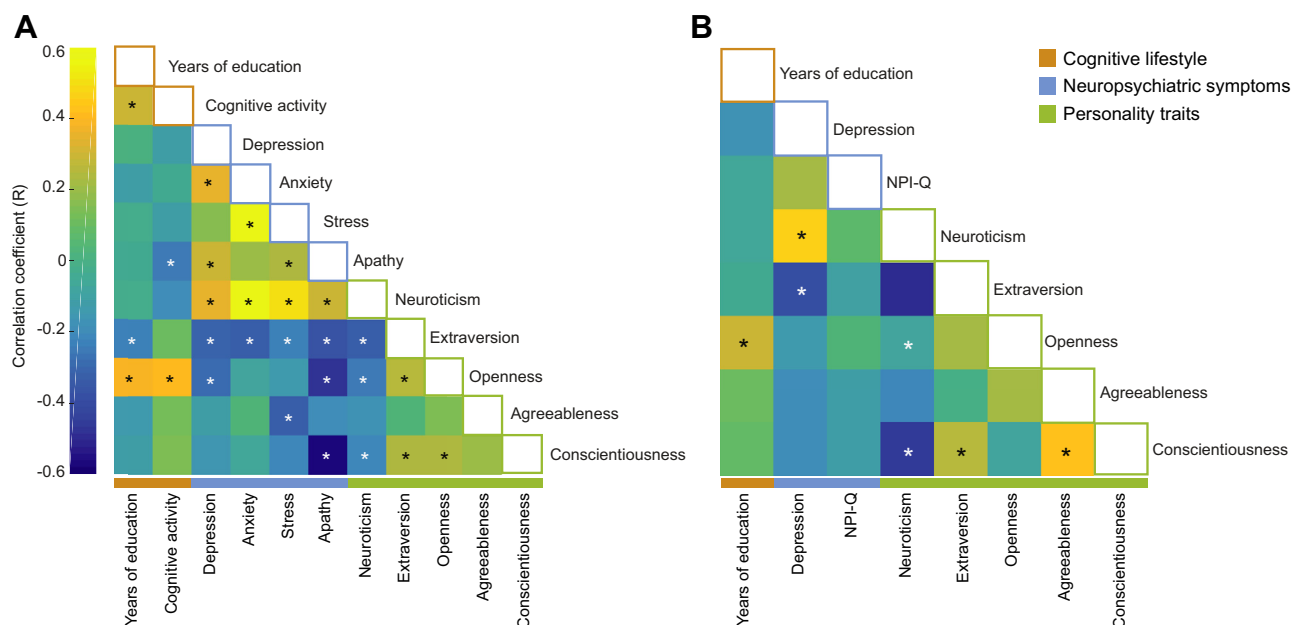 A
B
0.6
0.4
0.2
0
-0.2
-0.4
-0.6
Correlation coefficient (R)
Years of education
Cognitive activity
Depression
Anxiety
Stress
Apathy
Neuroticism
Extraversion
Openness
Agreeableness
Conscientiousness
*
*
*
* *
* * * *
* * * * * *
* * * * * *
*
* * * *
Years of education
Cognitive activity
Depression
Anxiety
Stress
Apathy
Neuroticism
Extraversion
Openness
Agreeableness
Conscientiousness
Years of education
Depression
NPI-Q
Neuroticism
Extraversion
Openness
Agreeableness
Conscientiousness
*
*
* *
* * *
Years of education
Depression
NPI-Q
Neuroticism
Extraversion
Openness
Agreeableness
Conscientiousness
Cognitive lifestyle
Neuropsychiatric symptoms
Personality traits